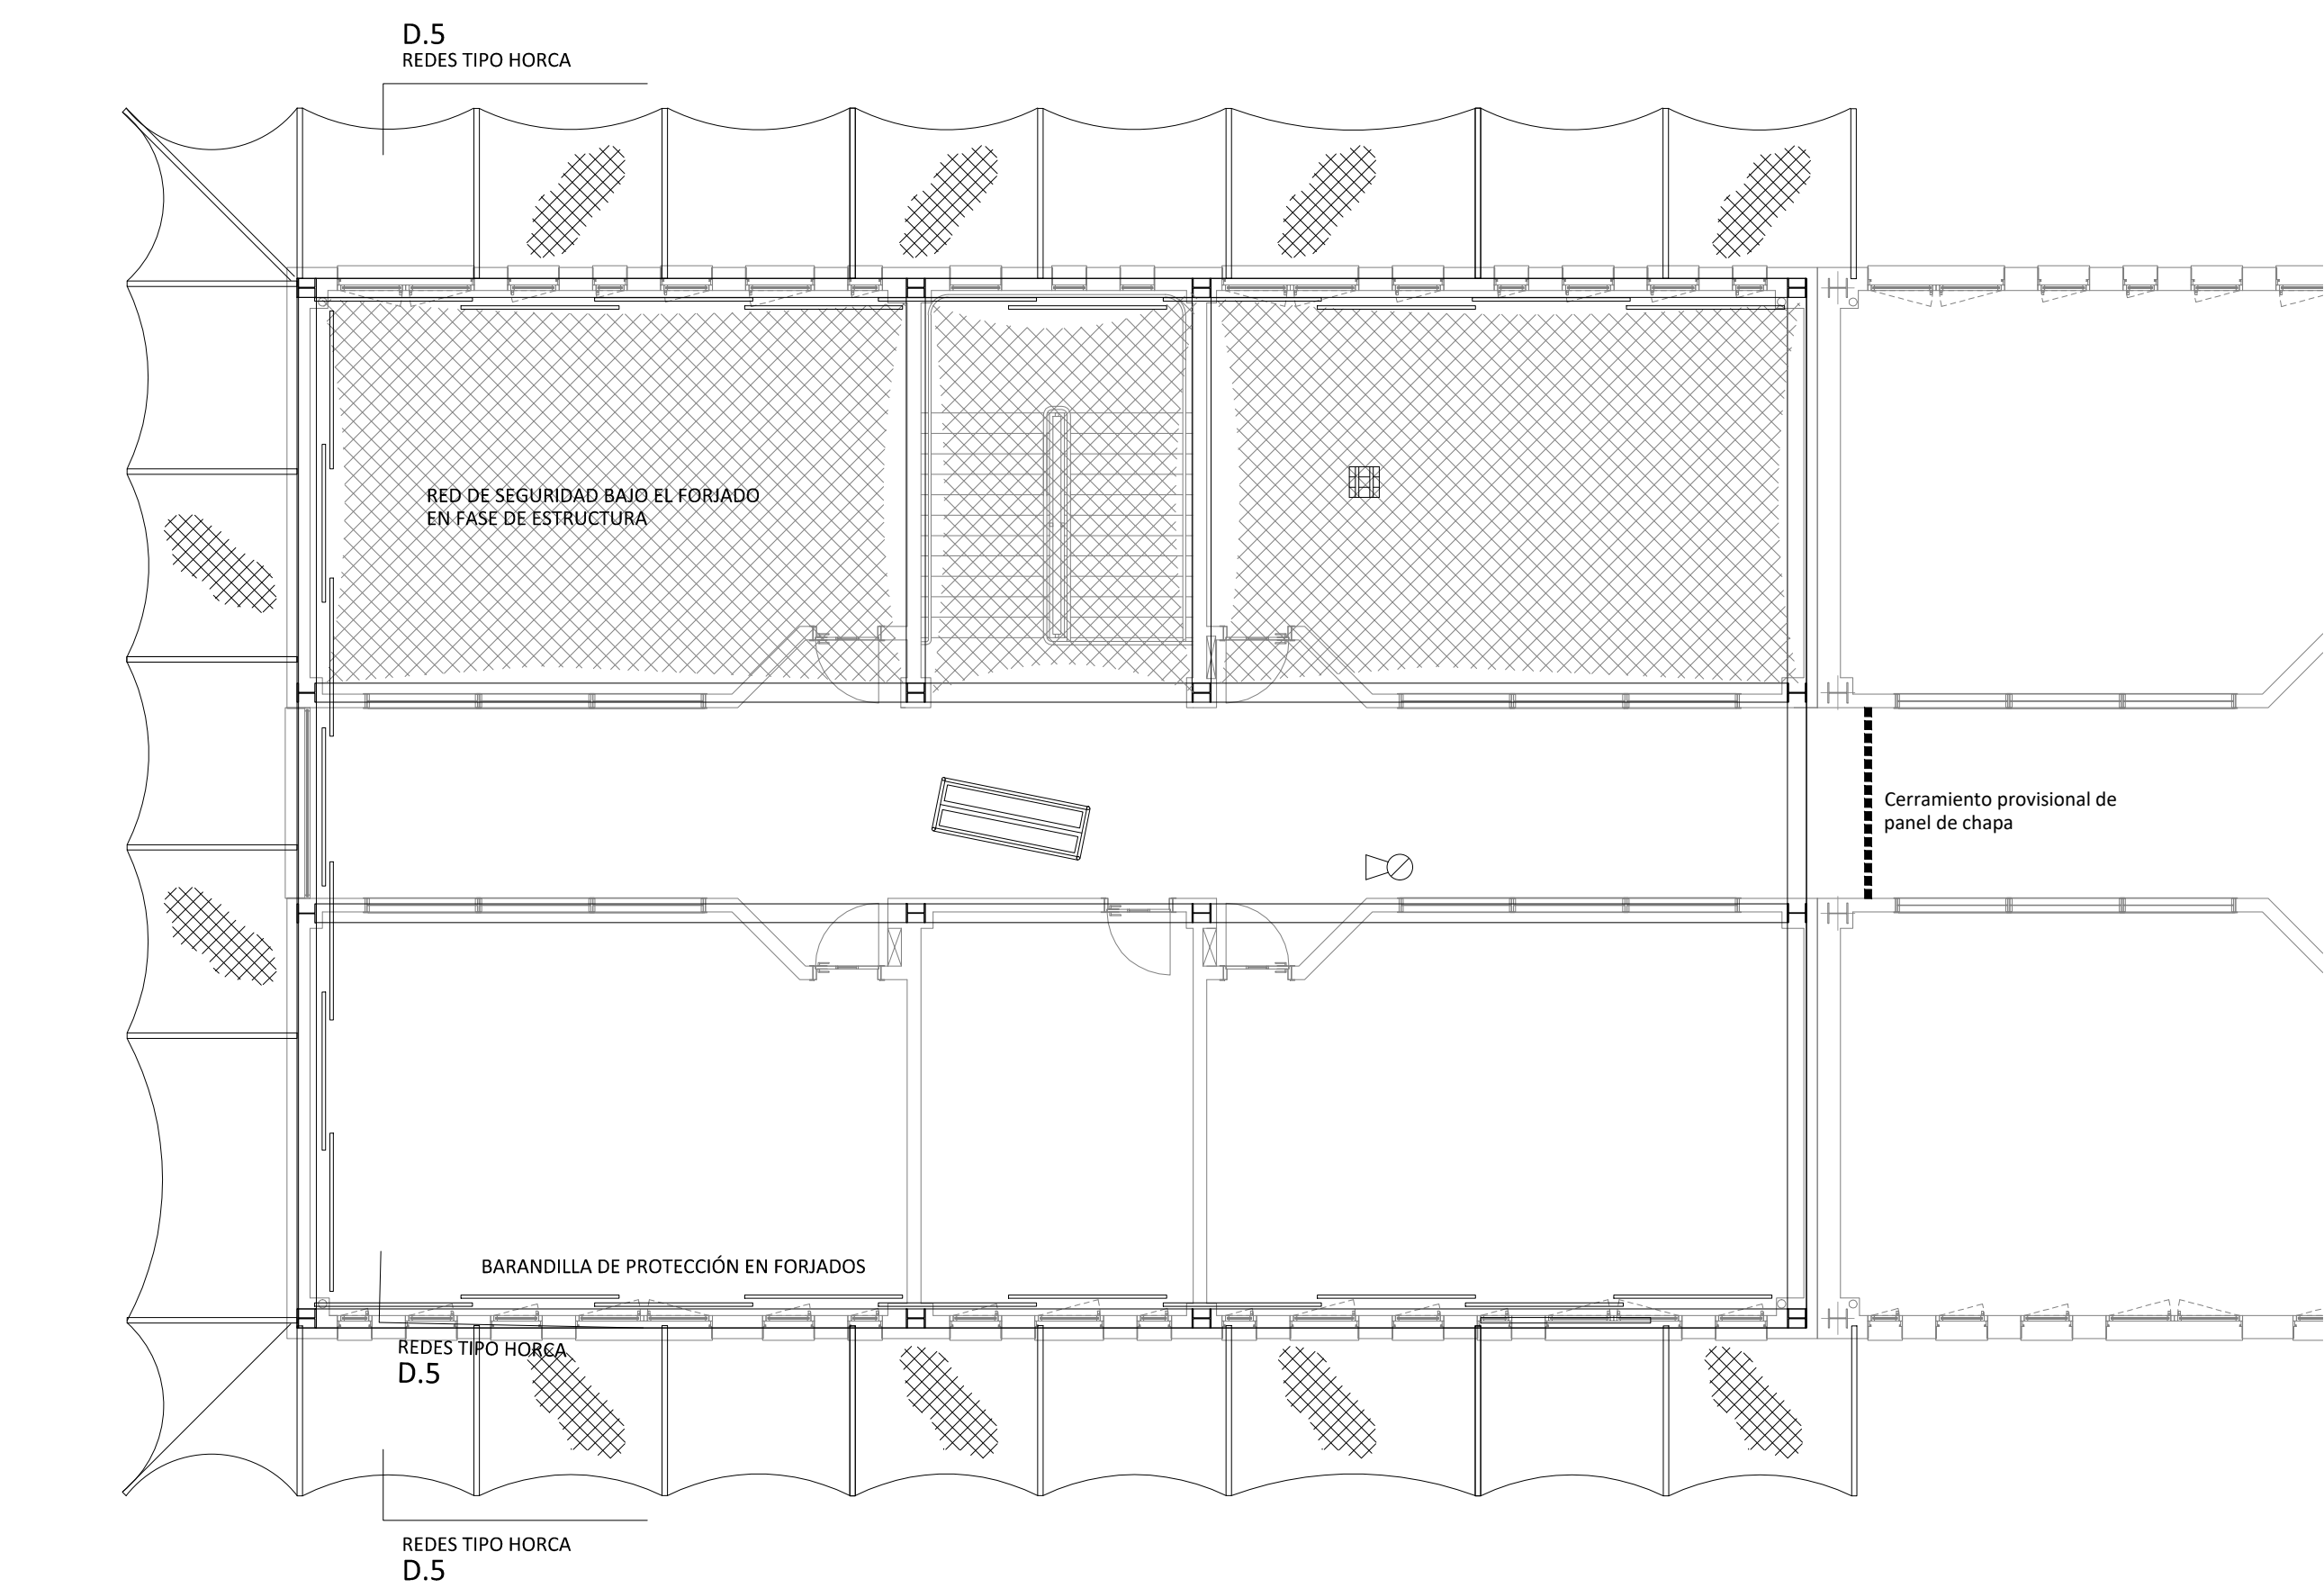 D.5
REDES TIPO HORCA
RED DE SEGURIDAD BAJO EL FORJADO
EN FASE DE ESTRUCTURA
Cerramiento provisional de
panel de chapa
BARANDILLA DE PROTECCIÓN EN FORJADOS
REDES TIPO HORCA
D.5
REDES TIPO HORCA
D.5